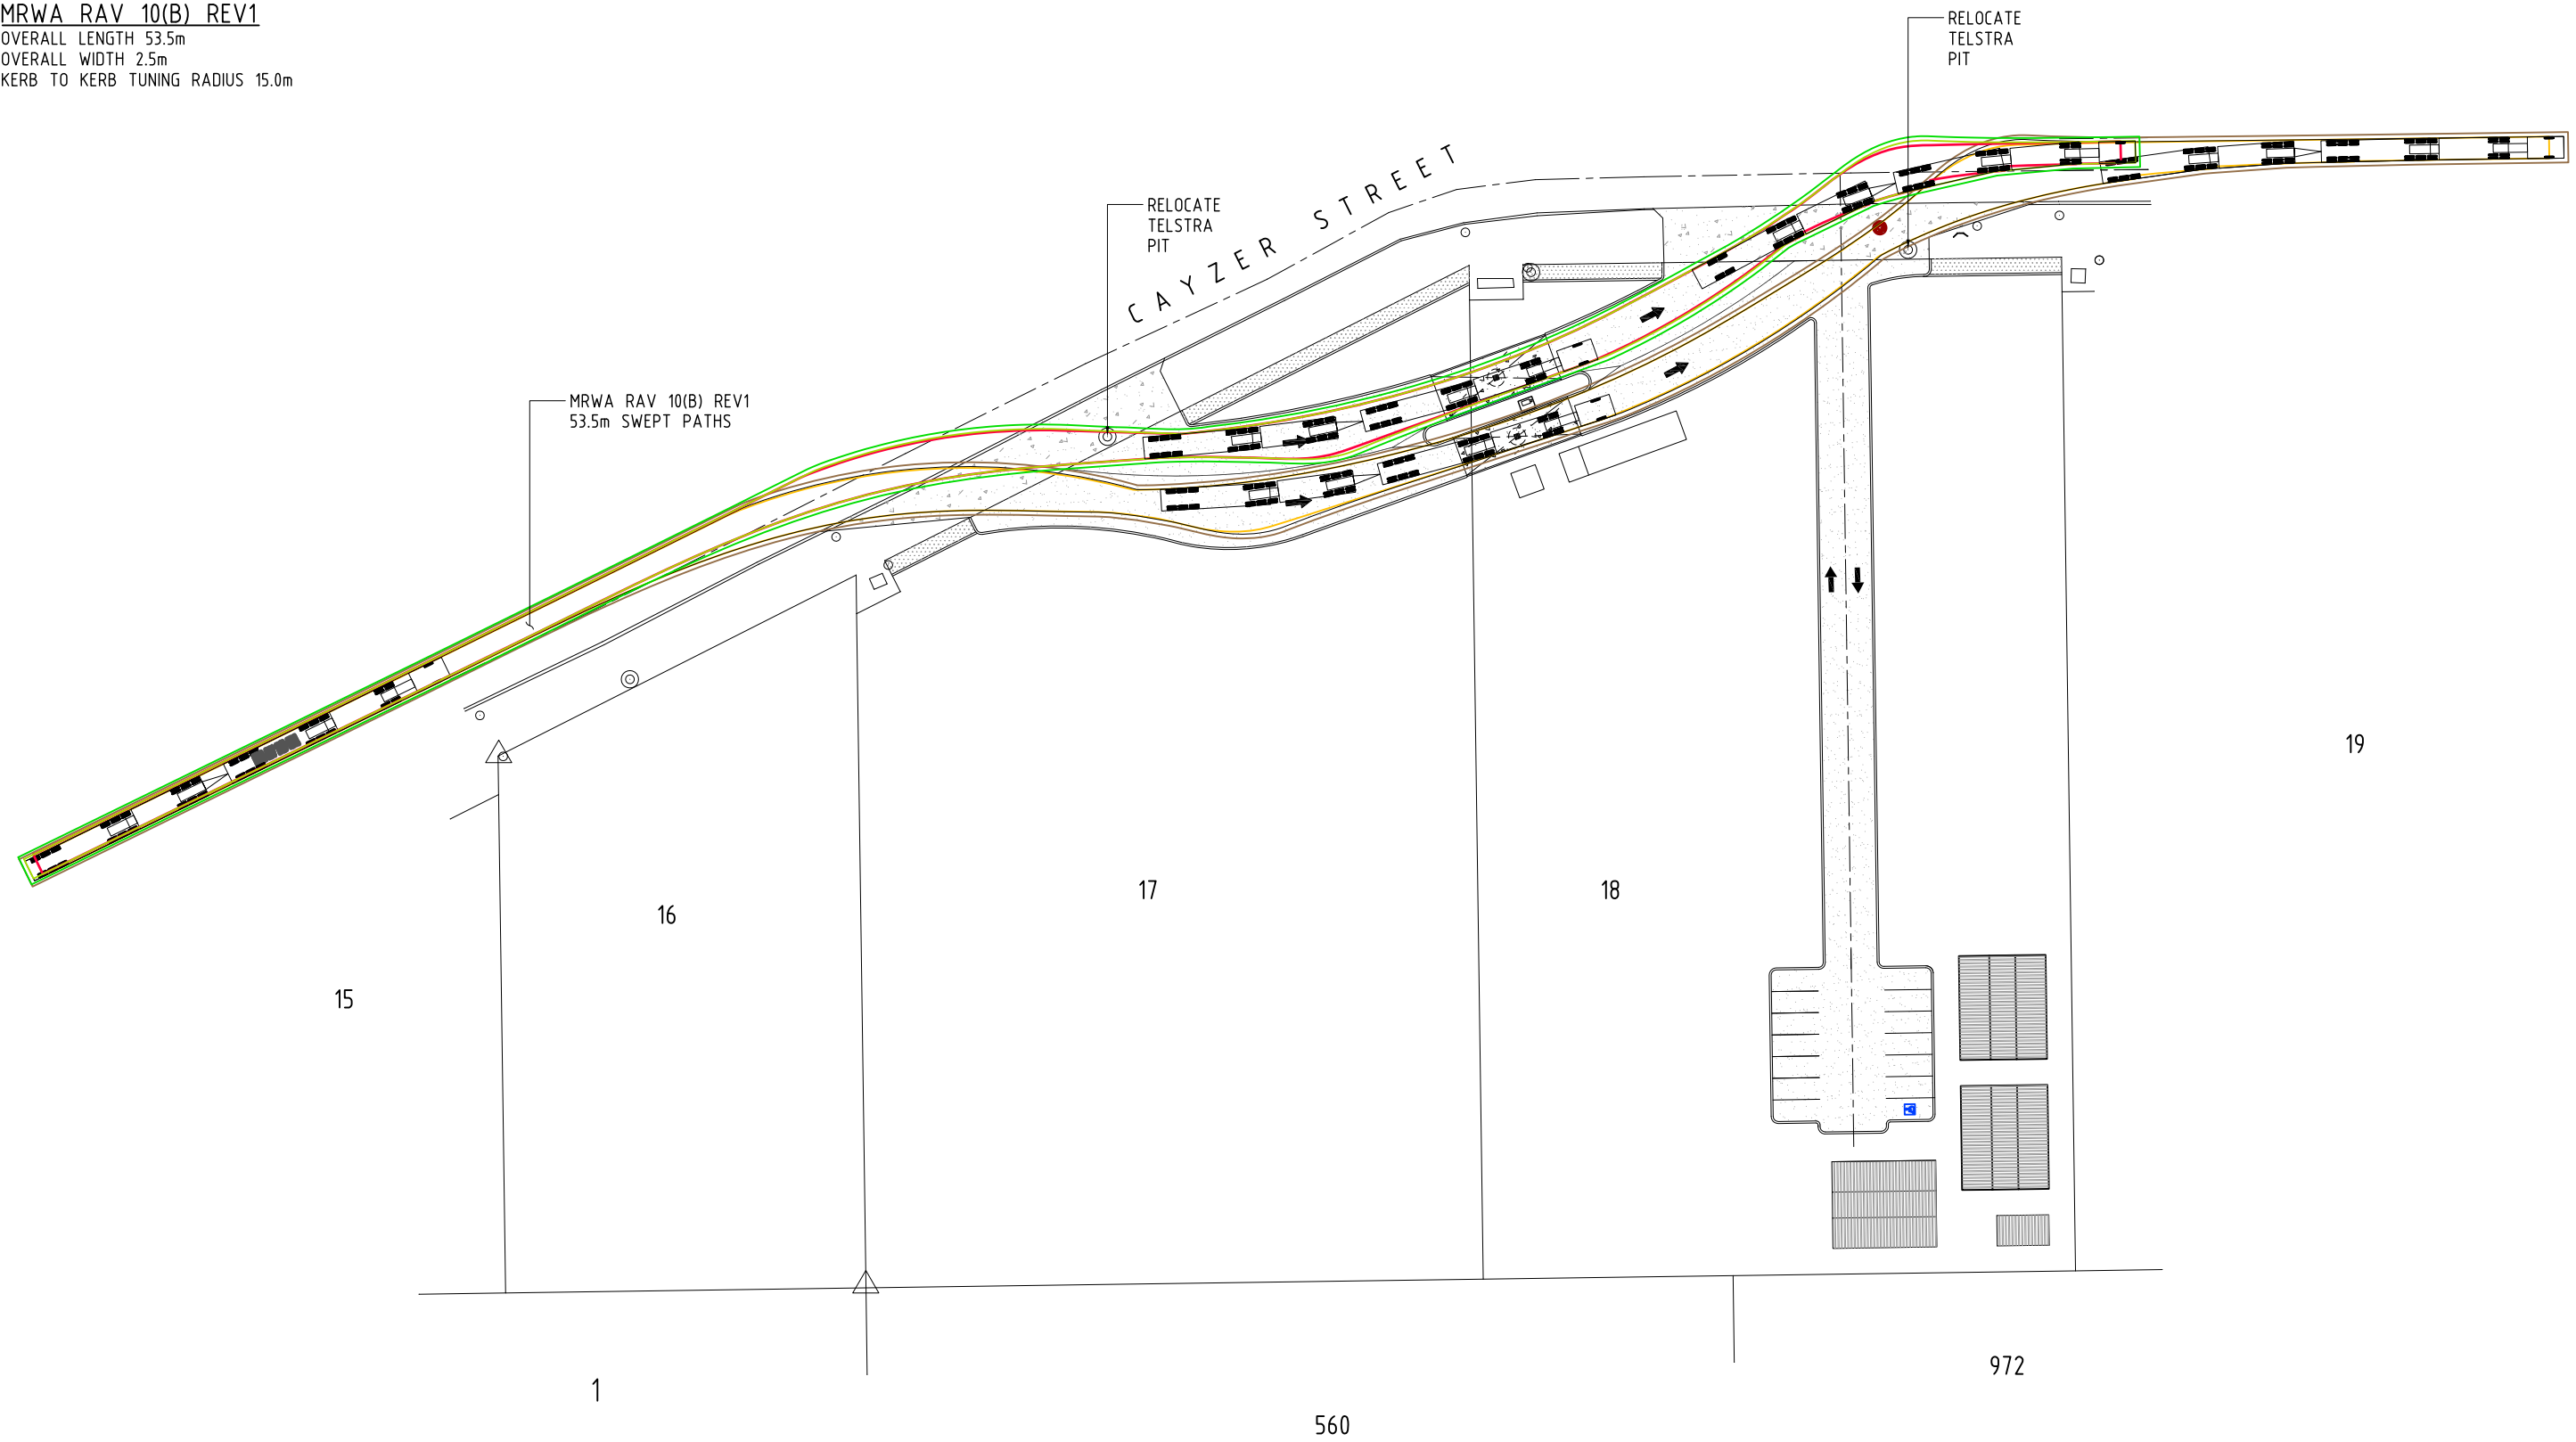 MRWA RAV 10(B) REV1
OVERALL LENGTH 53.5m
OVERALL WIDTH 2.5m
KERB TO KERB TUNING RADIUS 15.0m
RELOCATE
TELSTRA
PIT
RELOCATE
TELSTRA
PIT
CAYZER STREET
MRWA RAV 10(B) REV1
53.5m SWEPT PATHS
15
16
17
18
19
1
560
972